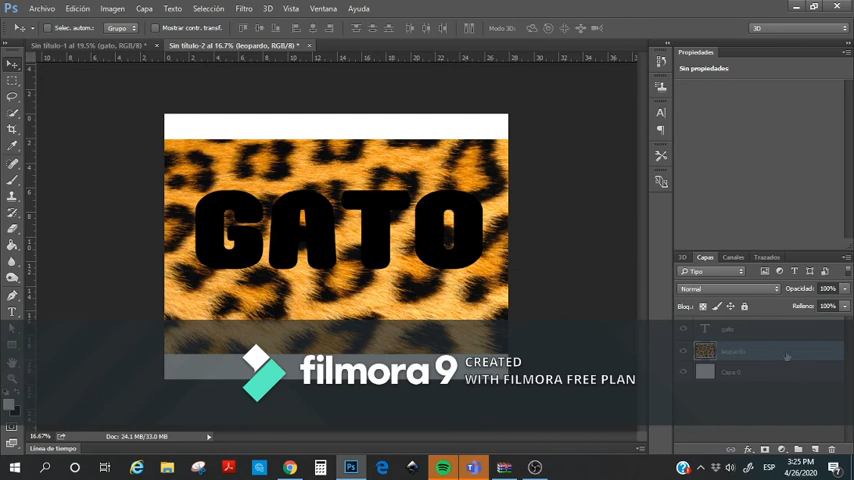 Ps Archivo Edición Imagen Capa Texto Selección Filtro 3D Vista Ventana Ayuda
Selec. autom.: Grupo Mostrar contr. transf. Modo 3D: 3D
Sin título-1 al 19.5% (gato, RGB/8) * × Sin título-2 al 16.7% (leopardo, RGB/8) * ×
Propiedades
Sin propiedades
GATO
3D Capas Canales Trazados
Tipo
Normal Opacidad: 100%
Bloq.: Relleno: 100%
T gato
leopardo
Capa 0
filmora 9 CREATED
WITH FILMORA FREE PLAN
16.67% Doc: 24.1 MB/33.0 MB
Línea de tiempo
ESP 3:25 PM
4/26/2020